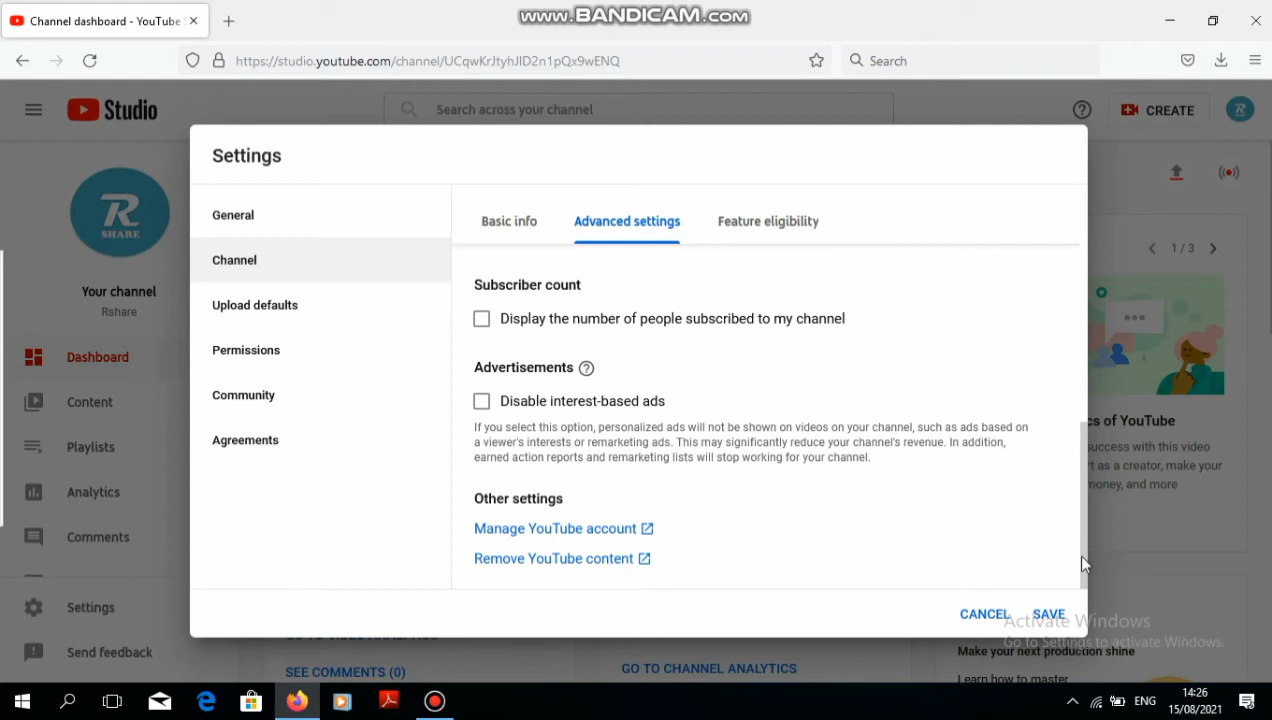 Channel dashboard - YouTube S
www.BANDICAM.com
https://studio.youtube.com/channel/UCqwKrJtyhJlD2n1pQx9wENQ
Search
Studio
Search across your channel
CREATE
R
R
SHARE
Your channel
Rshare
Dashboard
Content
Playlists
Analytics
Comments
Settings
Send feedback
Settings
General
Channel
Upload defaults
Permissions
Community
Agreements
Basic info
Advanced settings
Feature eligibility
Subscriber count
Display the number of people subscribed to my channel
Advertisements
Disable interest-based ads
If you select this option, personalized ads will not be shown on videos on your channel, such as ads based on
a viewer's interests or remarketing ads. This may significantly reduce your channel's revenue. In addition,
earned action reports and remarketing lists will stop working for your channel.
Other settings
Manage YouTube account
Remove YouTube content
CANCEL
SAVE
1 / 3
cs of YouTube
success with this video
rt as a creator, make your
money, and more
Activate Windows
Go to Settings to activate Windows.
Make your next production shine
Learn how to master
SEE COMMENTS (0)
GO TO CHANNEL ANALYTICS
ENG
14:26
15/08/2021